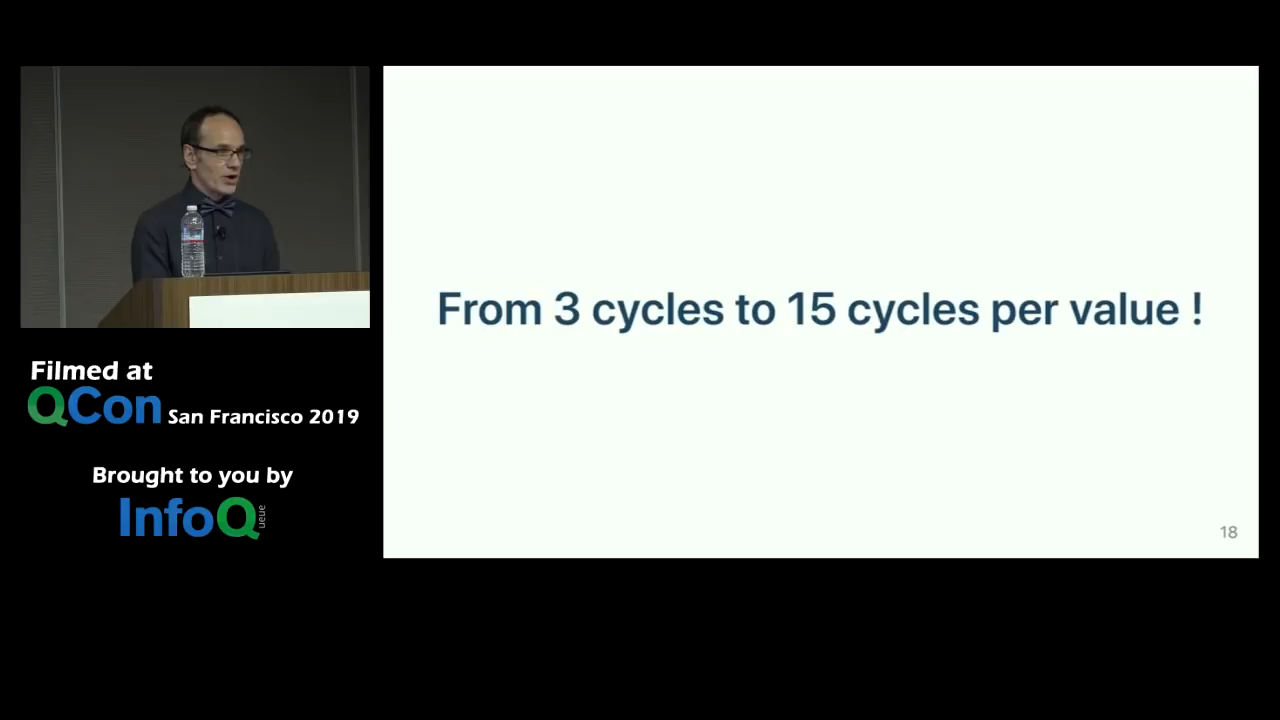 From 3 cycles to 15 cycles per value !
18
Filmed at
QCon San Francisco 2019
Brought to you by
InfoQueue